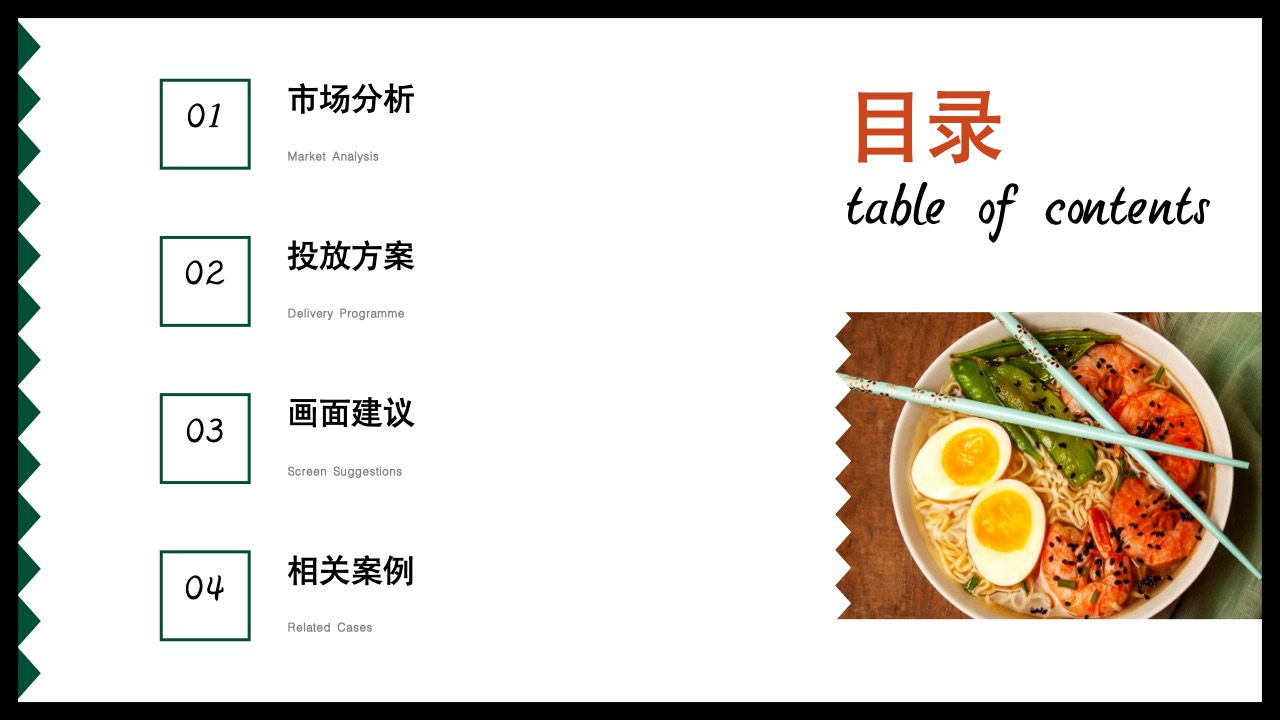 目录
table of contents
01
市场分析
Market Analysis
02
投放方案
Delivery Programme
03
画面建议
Screen Suggestions
04
相关案例
Related Cases